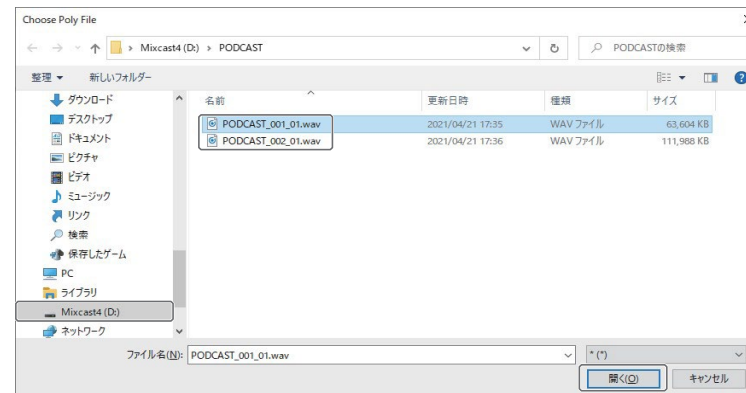 Choose Poly File
Mixcast4 (D:) › PODCAST
PODCASTの検索
整理 新しいフォルダー
名前 更新日時 種類 サイズ
PODCAST_001_01.wav 2021/04/21 17:35 WAV ファイル 63,604 KB
PODCAST_002_01.wav 2021/04/21 17:36 WAV ファイル 111,988 KB
ダウンロード
デスクトップ
ドキュメント
ピクチャ
ビデオ
ミュージック
リンク
検索
保存したゲーム
PC
ライブラリ
Mixcast4 (D:)
ネットワーク
ファイル名(N): PODCAST_001_01.wav * (*)
開く(O) キャンセル